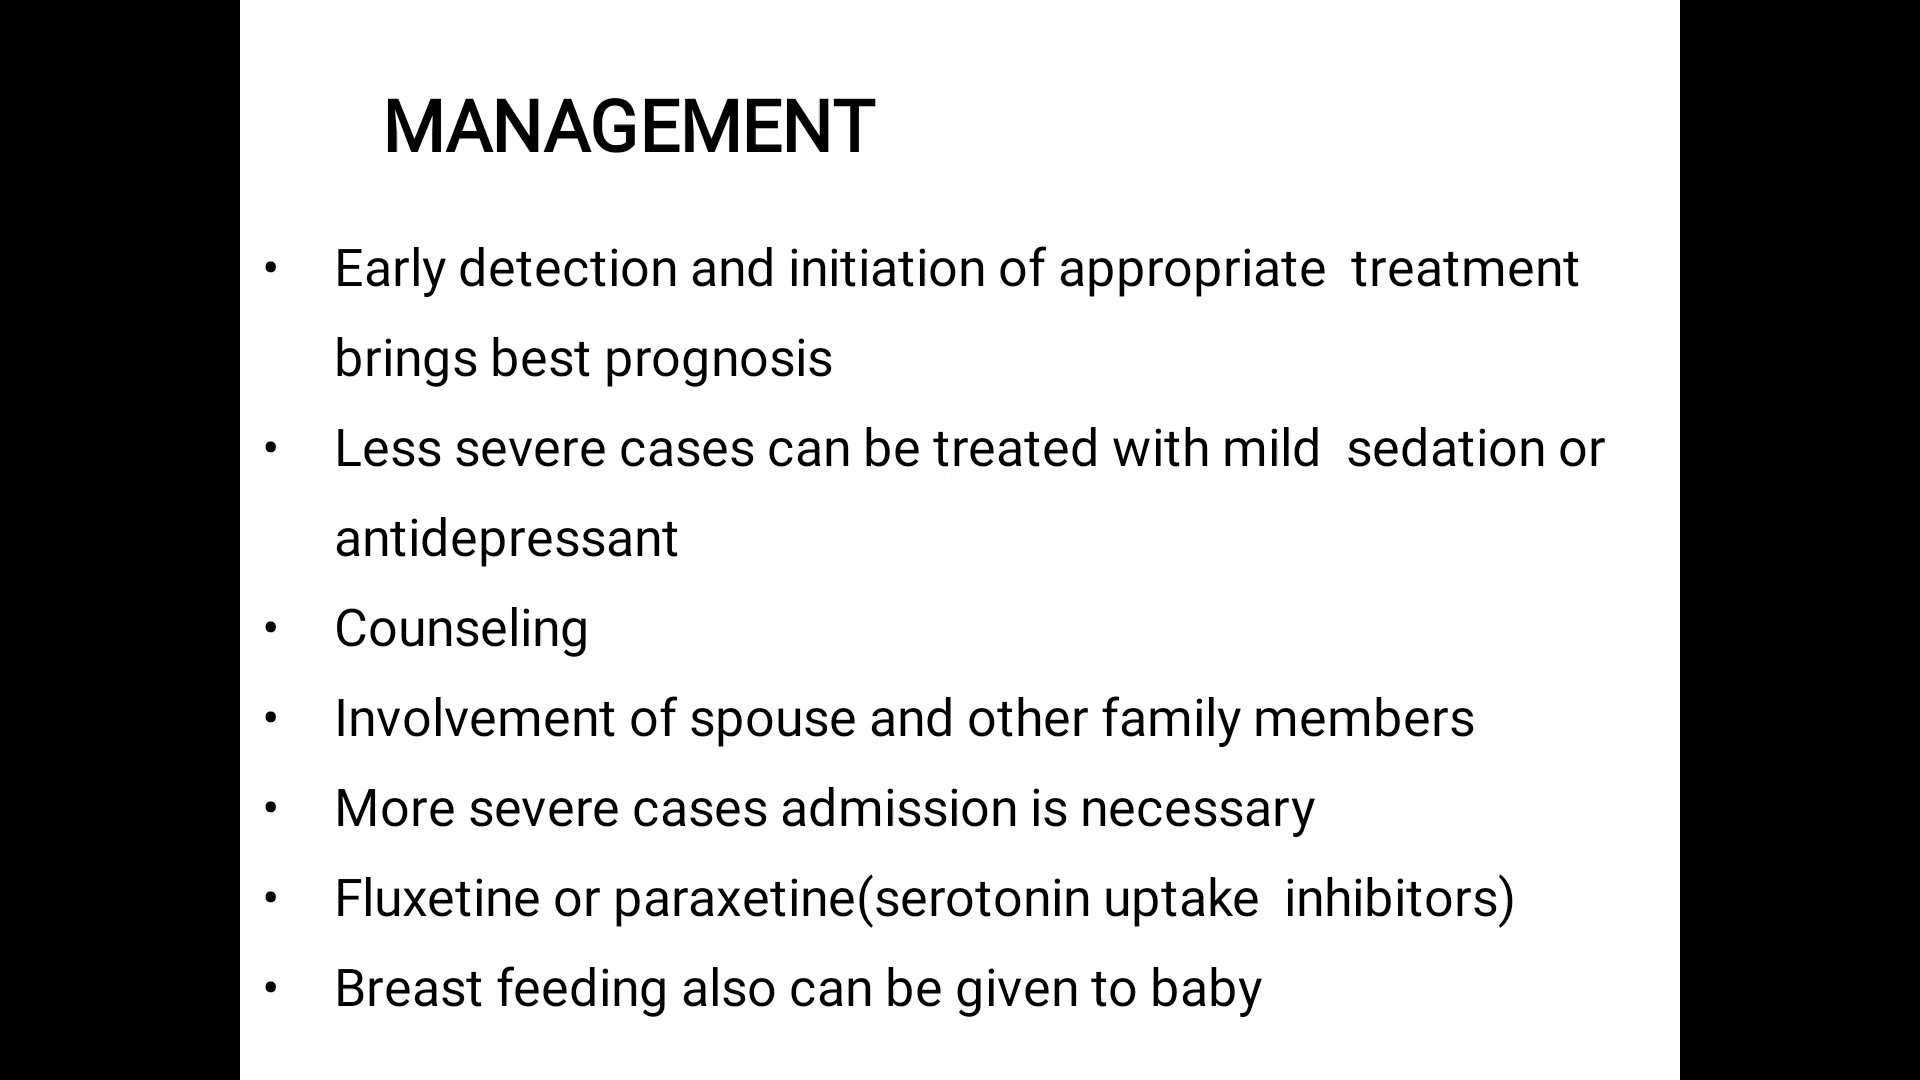 MANAGEMENT
• Early detection and initiation of appropriate  treatment
brings best prognosis
• Less severe cases can be treated with mild  sedation or
antidepressant
• Counseling
• Involvement of spouse and other family members
• More severe cases admission is necessary
• Fluxetine or paraxetine(serotonin uptake  inhibitors)
• Breast feeding also can be given to baby